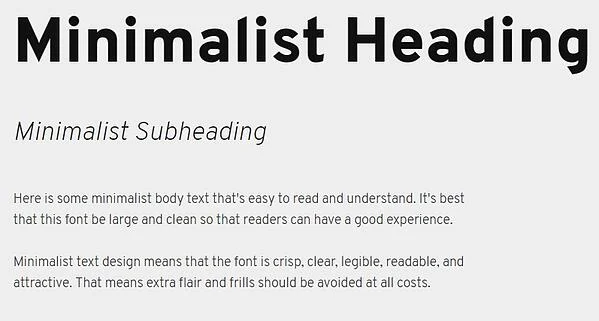 Minimalist Heading
Minimalist Subheading
Here is some minimalist body text that's easy to read and understand. It's best
that this font be large and clean so that readers can have a good experience.
Minimalist text design means that the font is crisp, clear, legible, readable, and
attractive. That means extra flair and frills should be avoided at all costs.